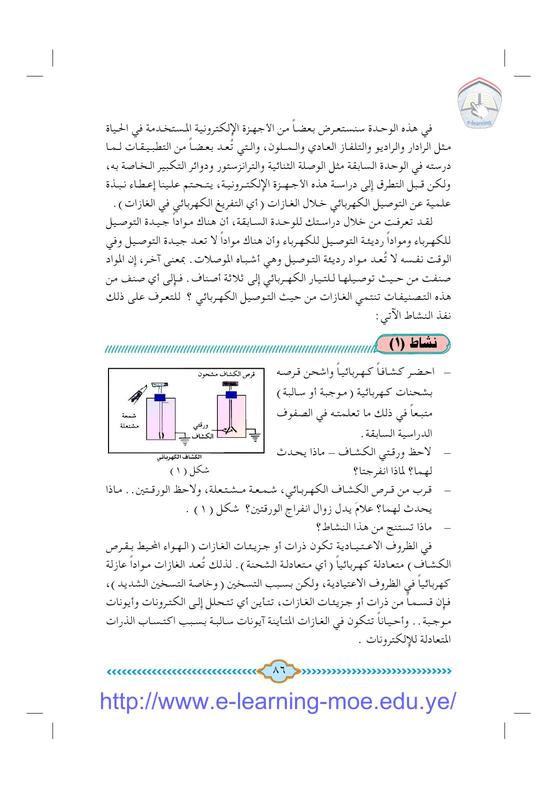 e-learning
في هذه الوحدة سنستعرض بعضاً من الأجهزة الإلكترونية المستخدمة في الحياة
مثل الرادار والراديو والتلفاز العادي والملون، والتي تُعد بعضاً من التطبيقات لما
درسته في الوحدة السابقة مثل الوصلة الثنائية والترانزستور ودوائر التكبير الخاصة به،
ولكن قبل التطرق إلى دراسة هذه الأجهزة الإلكترونية، يتحتم علينا إعطاء نبذة
علمية عن التوصيل الكهربائي خلال الغازات ( أي التفريغ الكهربائي في الغازات ) .
لقد تعرفت من خلال دراستك للوحدة السابقة، أن هناك مواداً جيدة التوصيل
للكهرباء ومواداً رديئة التوصيل للكهرباء وأن هناك مواداً لا تعد جيدة التوصيل وفي
الوقت نفسه لا تُعد مواد رديئة التوصيل وهي أشباه الموصلات. بمعنى آخر، إن المواد
صنفت من حيث توصيلها للتيار الكهربائي إلى ثلاثة أصناف. فإلى أي صنف من
هذه التصنيفات تنتمي الغازات من حيث التوصيل الكهربائي ؟ للتعرف على ذلك
نفذ النشاط الآتي:
نشاط (١)
– احضر كشافاً كهربائياً واشحن قرصه
بشحنات كهربائية ( موجبة أو سالبة )
متبعاً في ذلك ما تعلمته في الصفوف
الدراسية السابقة.
– لاحظ ورقتي الكشاف – ماذا يحدث
لهما؟ لماذا انفرجتا؟
قرص الكشاف مشحون
شمعة
مشتعلة
ورقتي
الكشاف
الكشاف الكهربائي
شكل ( ١ )
– قرب من قرص الكشاف الكهربائي، شمعة مشتعلة، ولاحظ الورقتين.. ماذا
يحدث لهما؟ علامَ يدل زوال انفراج الورقتين؟ شكل ( ١ ) .
– ماذا تستنج من هذا النشاط؟
في الظروف الاعتيادية تكون ذرات أو جزيئات الغازات ( الهواء المحيط بقرص
الكشاف ) متعادلة كهربائياً ( أي متعادلة الشحنة ) . لذلك تُعد الغازات مواداً عازلة
كهربائياً في الظروف الاعتيادية، ولكن بسبب التسخين ( وخاصة التسخين الشديد ) ،
فإن قسماً من ذرات أو جزيئات الغازات، تتأين أي تتحلل إلى الكترونات وأيونات
موجبة.. وأحياناً تتكون في الغازات المتأينة آيونات سالبة بسبب اكتساب الذرات
المتعادلة للإلكترونات .
٨٦
http://www.e-learning-moe.edu.ye/